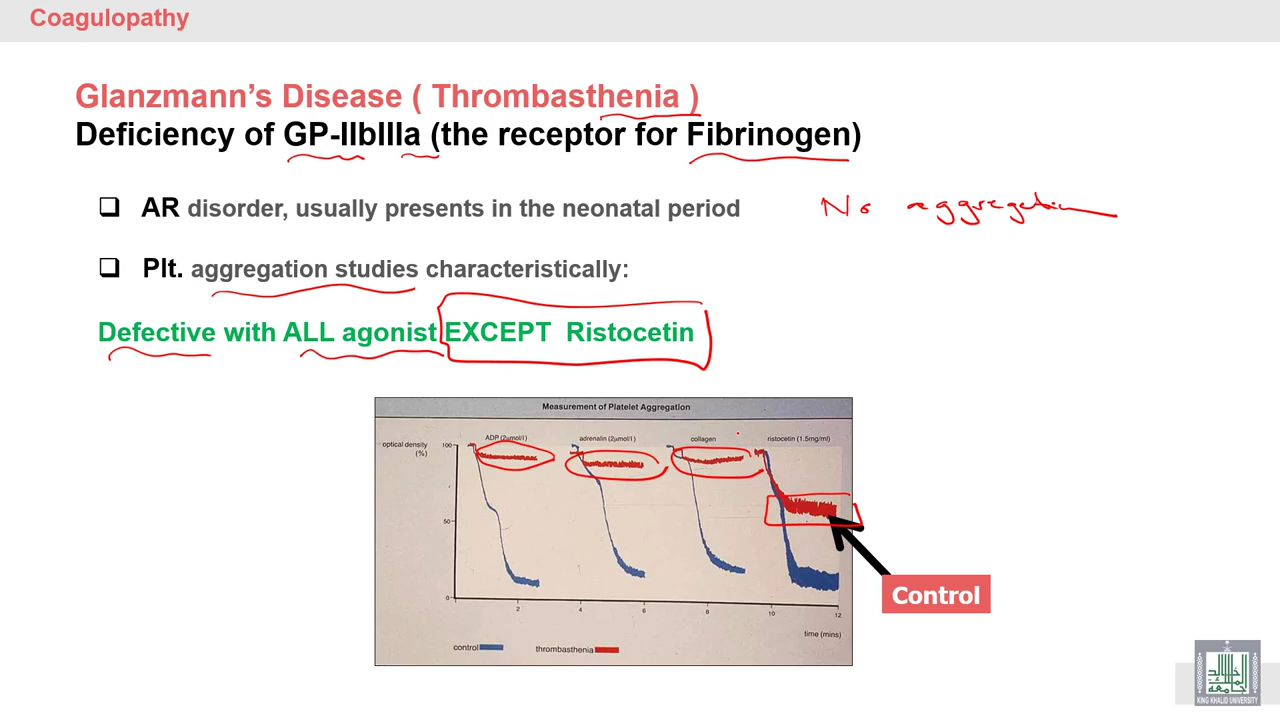 Coagulopathy
Glanzmann's Disease ( Thrombasthenia )
Deficiency of GP-IIbIIIa (the receptor for Fibrinogen)
❑ AR disorder, usually presents in the neonatal period
No aggregation
❑ Plt. aggregation studies characteristically:
Defective with ALL agonist EXCEPT Ristocetin
Measurement of Platelet Aggregation
optical density (%)
ADP (2μmol/l)
adrenalin (2μmol/l)
collagen
ristocetin (1.5mg/ml)
100
50
0
2 4 6 8 10 12
time (mins)
control
thrombasthenia
Control
KING KHALID UNIVERSITY